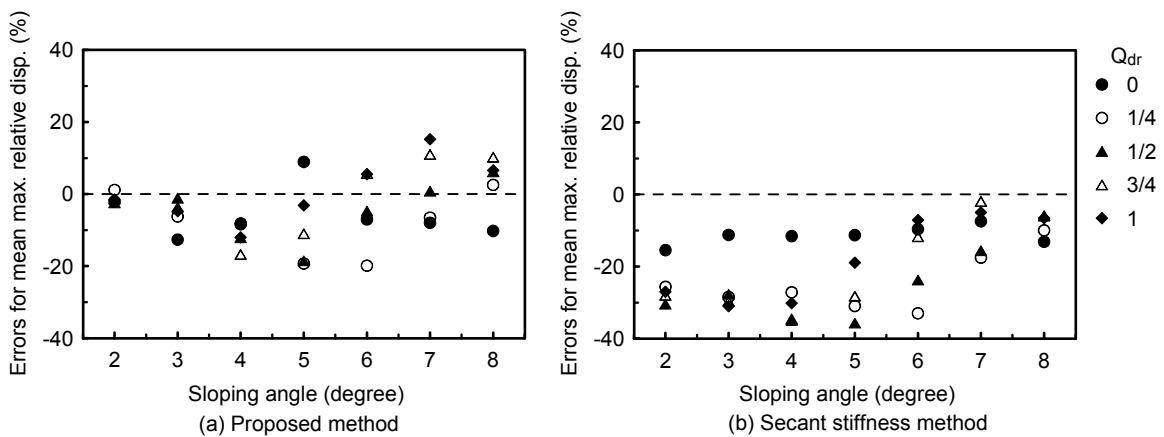 Errors for mean max. relative disp. (%)
40
20
0
-20
-40
2 3 4 5 6 7 8
Sloping angle (degree)
(a) Proposed method
Errors for mean max. relative disp. (%)
40
20
0
-20
-40
2 3 4 5 6 7 8
Sloping angle (degree)
(b) Secant stiffness method
Qdr
0
1/4
1/2
3/4
1